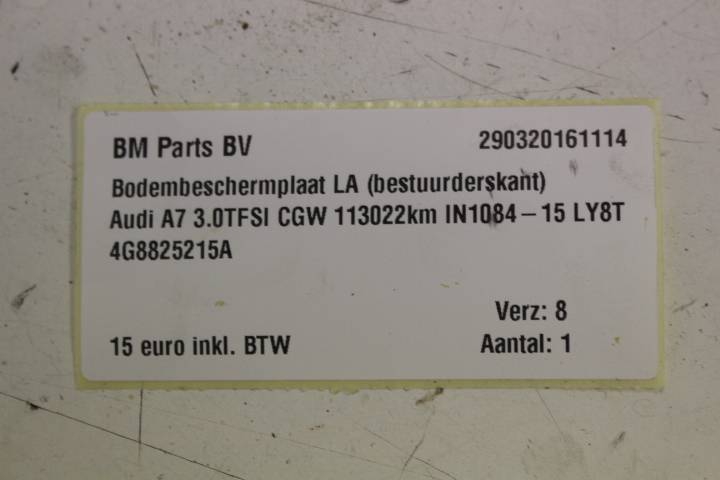 BM Parts BV 290320161114
Bodembeschermplaat LA (bestuurderskant)
Audi A7 3.0TFSI CGW 113022km IN1084-15 LY8T
4G8825215A
Verz: 8
15 euro inkl. BTW Aantal: 1